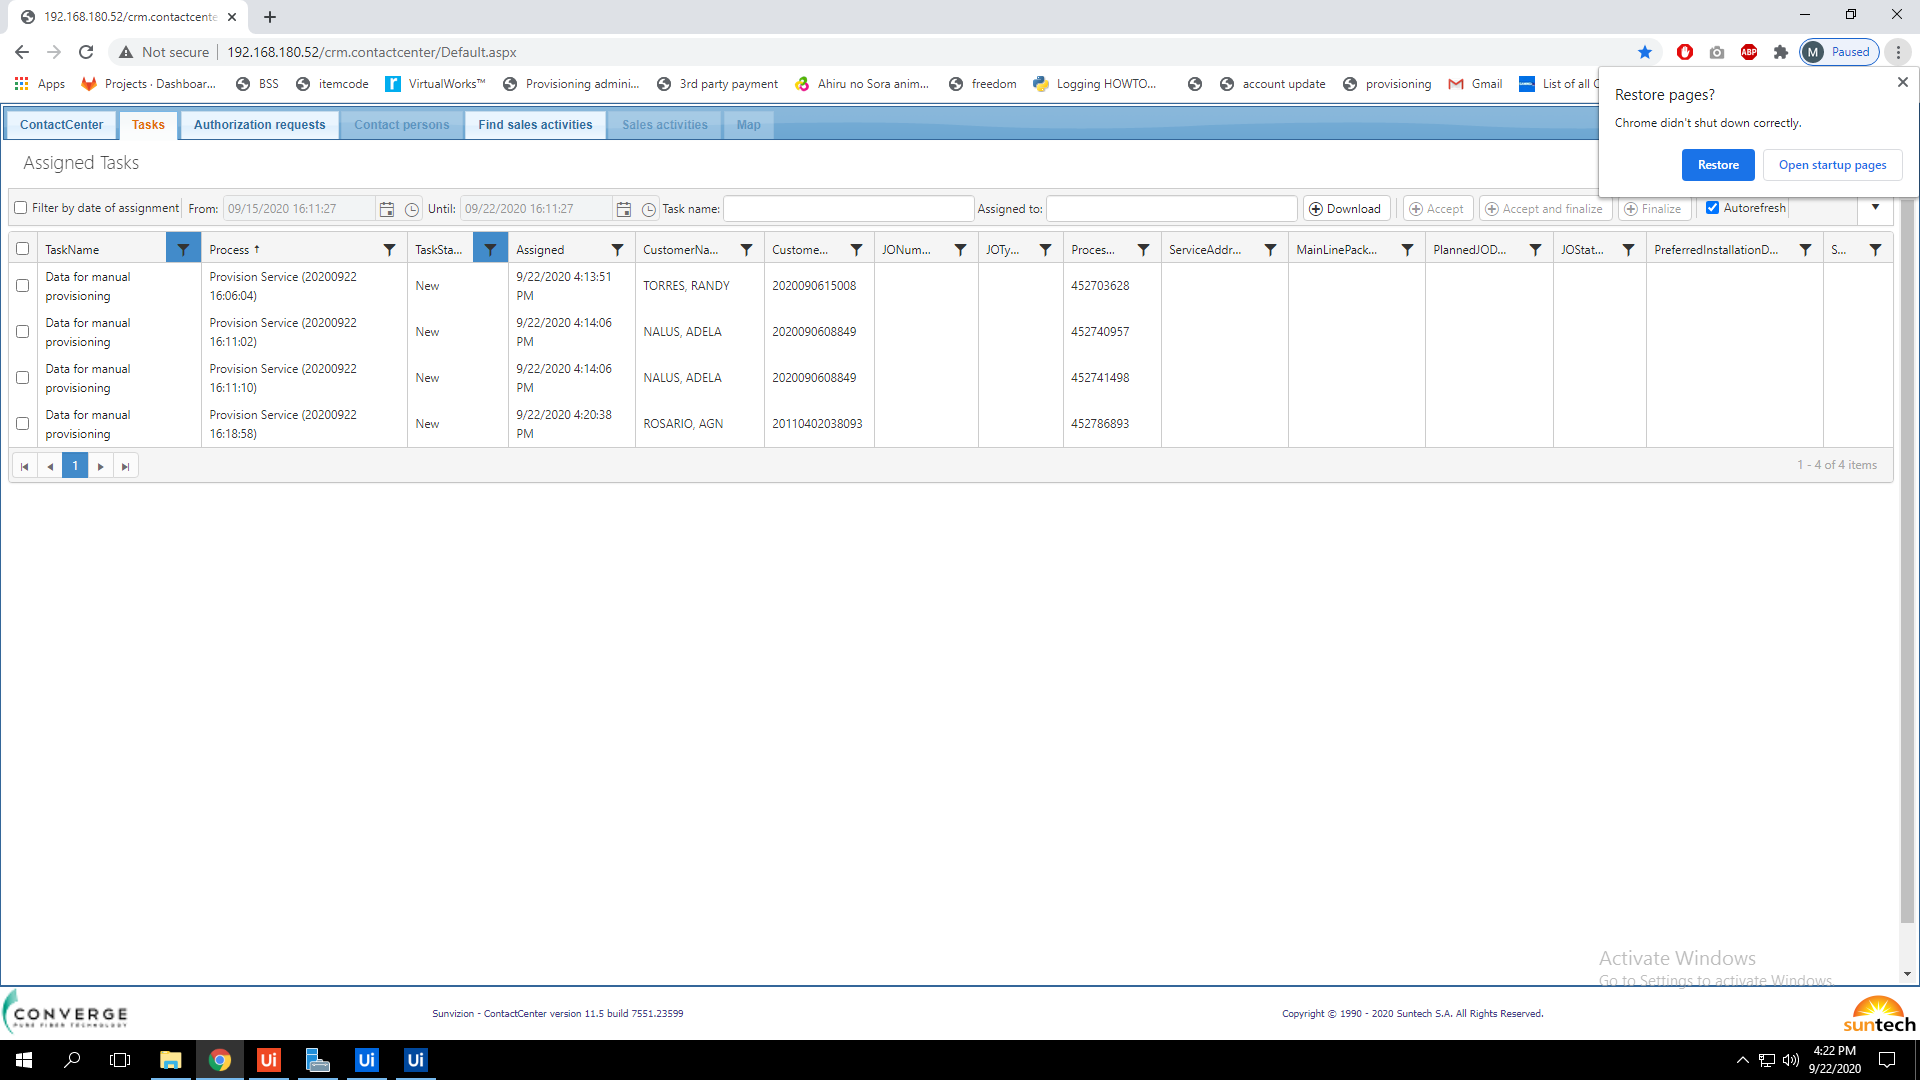 192.168.180.52/crm.contactcente
Not secure
192.168.180.52/crm.contactcenter/Default.aspx
ABP
M Paused
Apps Projects · Dashboar... BSS itemcode VirtualWorks™ Provisioning admini... 3rd party payment Ahiru no Sora anim... freedom Logging HOWTO... account update provisioning Gmail List of all C
Restore pages?
Chrome didn't shut down correctly.
Restore Open startup pages
ContactCenter Tasks Authorization requests Contact persons Find sales activities Sales activities Map
Assigned Tasks
Filter by date of assignment From: 09/15/2020 16:11:27 Until: 09/22/2020 16:11:27 Task name: Assigned to: Download Accept Accept and finalize Finalize Autorefresh
TaskName Process ↑ TaskSta... Assigned CustomerNa... Custome... JONum... JOTy... Proces... ServiceAddr... MainLinePack... PlannedJOD... JOStat... PreferredInstallationD... S...
Data for manual provisioning Provision Service (20200922 16:06:04) New 9/22/2020 4:13:51 PM TORRES, RANDY 2020090615008 452703628
Data for manual provisioning Provision Service (20200922 16:11:02) New 9/22/2020 4:14:06 PM NALUS, ADELA 2020090608849 452740957
Data for manual provisioning Provision Service (20200922 16:11:10) New 9/22/2020 4:14:06 PM NALUS, ADELA 2020090608849 452741498
Data for manual provisioning Provision Service (20200922 16:18:58) New 9/22/2020 4:20:38 PM ROSARIO, AGN 20110402038093 452786893
1
1 - 4 of 4 items
Activate Windows
Go to Settings to activate Windows.
CONVERGE
PURE FIBER TECHNOLOGY
Sunvizion - ContactCenter version 11.5 build 7551.23599
Copyright © 1990 - 2020 Suntech S.A. All Rights Reserved.
suntech
Ui Ui Ui
4:22 PM
9/22/2020